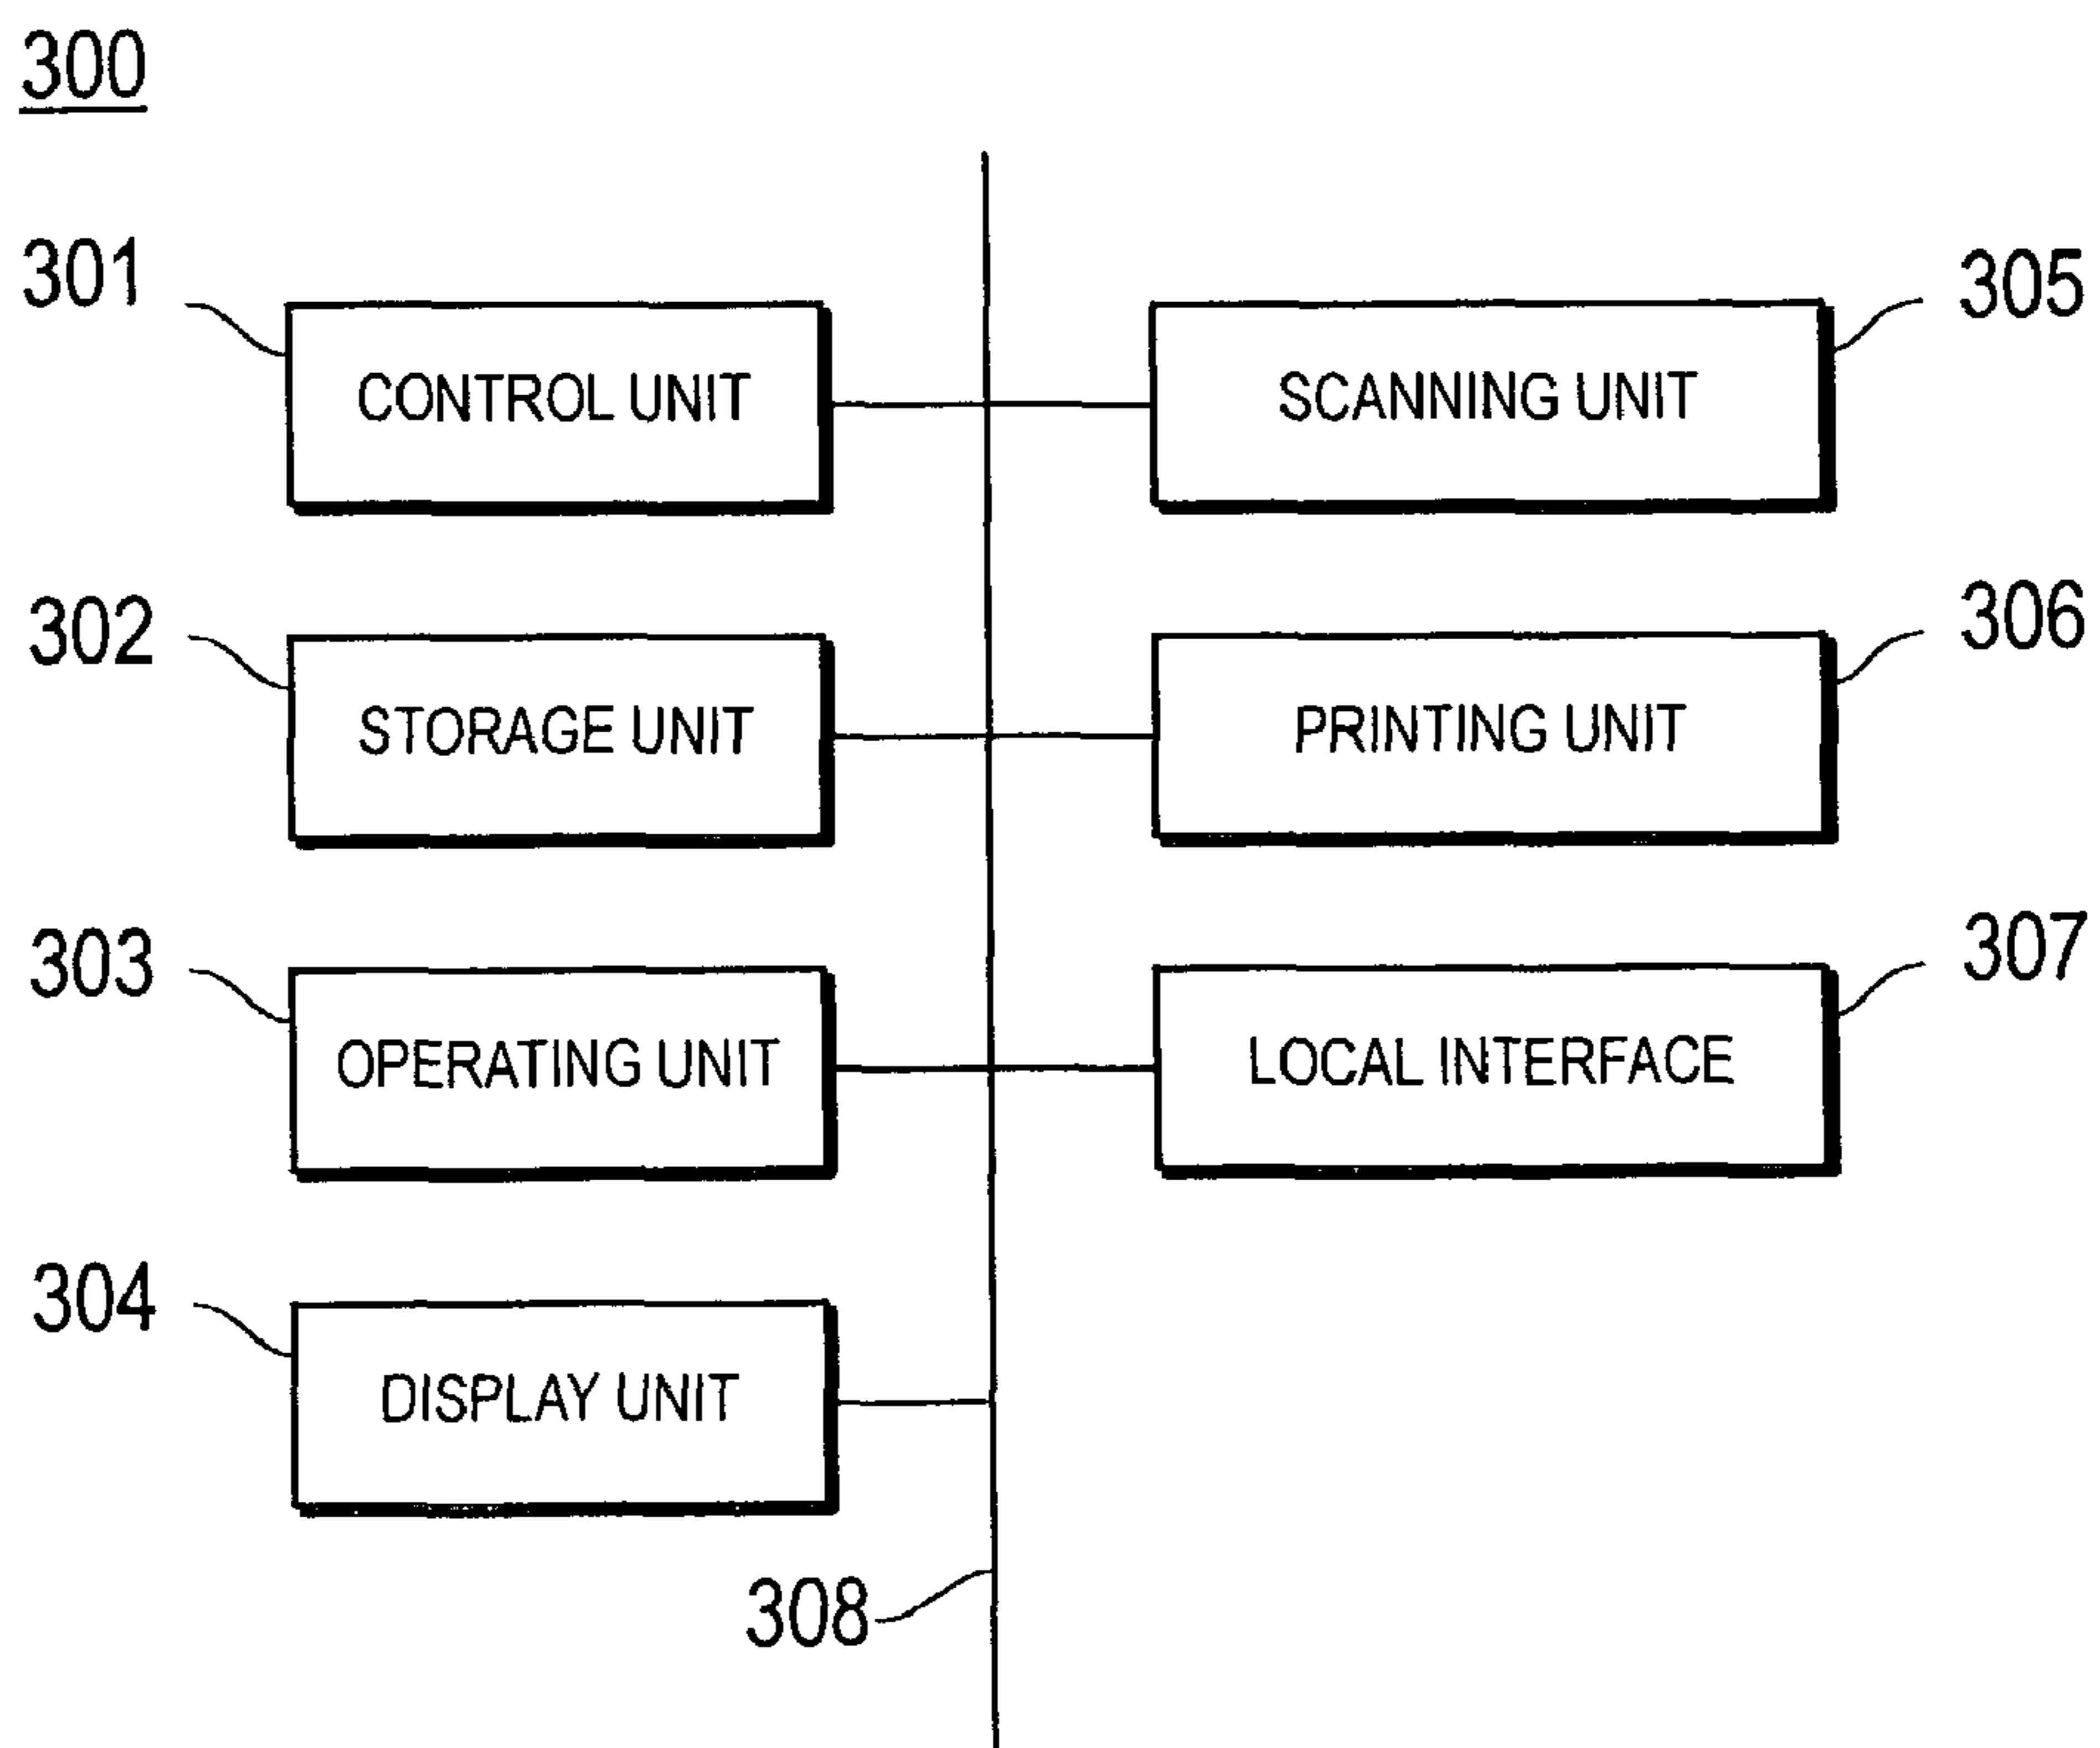 300
301
CONTROL UNIT
SCANNING UNIT
305
302
STORAGE UNIT
PRINTING UNIT
306
303
OPERATING UNIT
LOCAL INTERFACE
307
304
DISPLAY UNIT
308